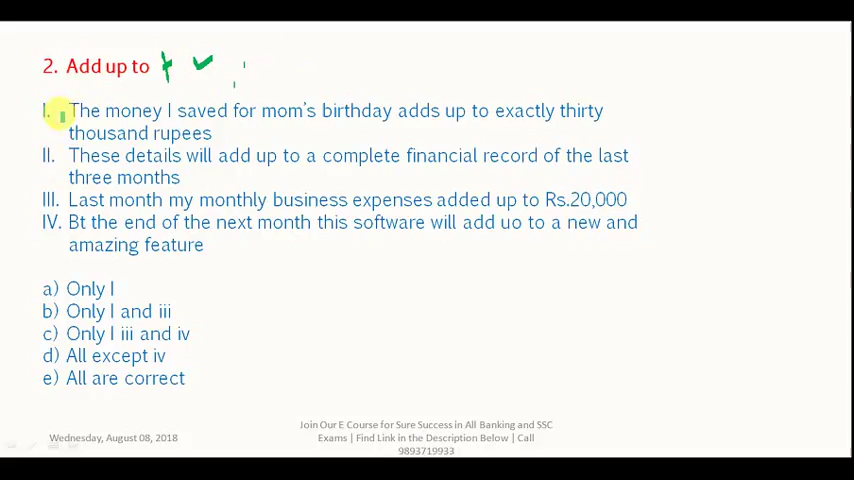 2. Add up to
I. The money I saved for mom's birthday adds up to exactly thirty
thousand rupees
II. These details will add up to a complete financial record of the last
three months
III. Last month my monthly business expenses added up to Rs.20,000
IV. Bt the end of the next month this software will add uo to a new and
amazing feature
a) Only I
b) Only I and iii
c) Only I iii and iv
d) All except iv
e) All are correct
Wednesday, August 08, 2018
Join Our E Course for Sure Success in All Banking and SSC
Exams | Find Link in the Description Below | Call
9893719933